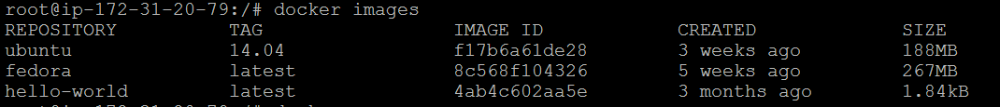 root@ip-172-31-20-79:/# docker images
REPOSITORY TAG IMAGE ID CREATED SIZE
ubuntu 14.04 f17b6a61de28 3 weeks ago 188MB
fedora latest 8c568f104326 5 weeks ago 267MB
hello-world latest 4ab4c602aa5e 3 months ago 1.84kB